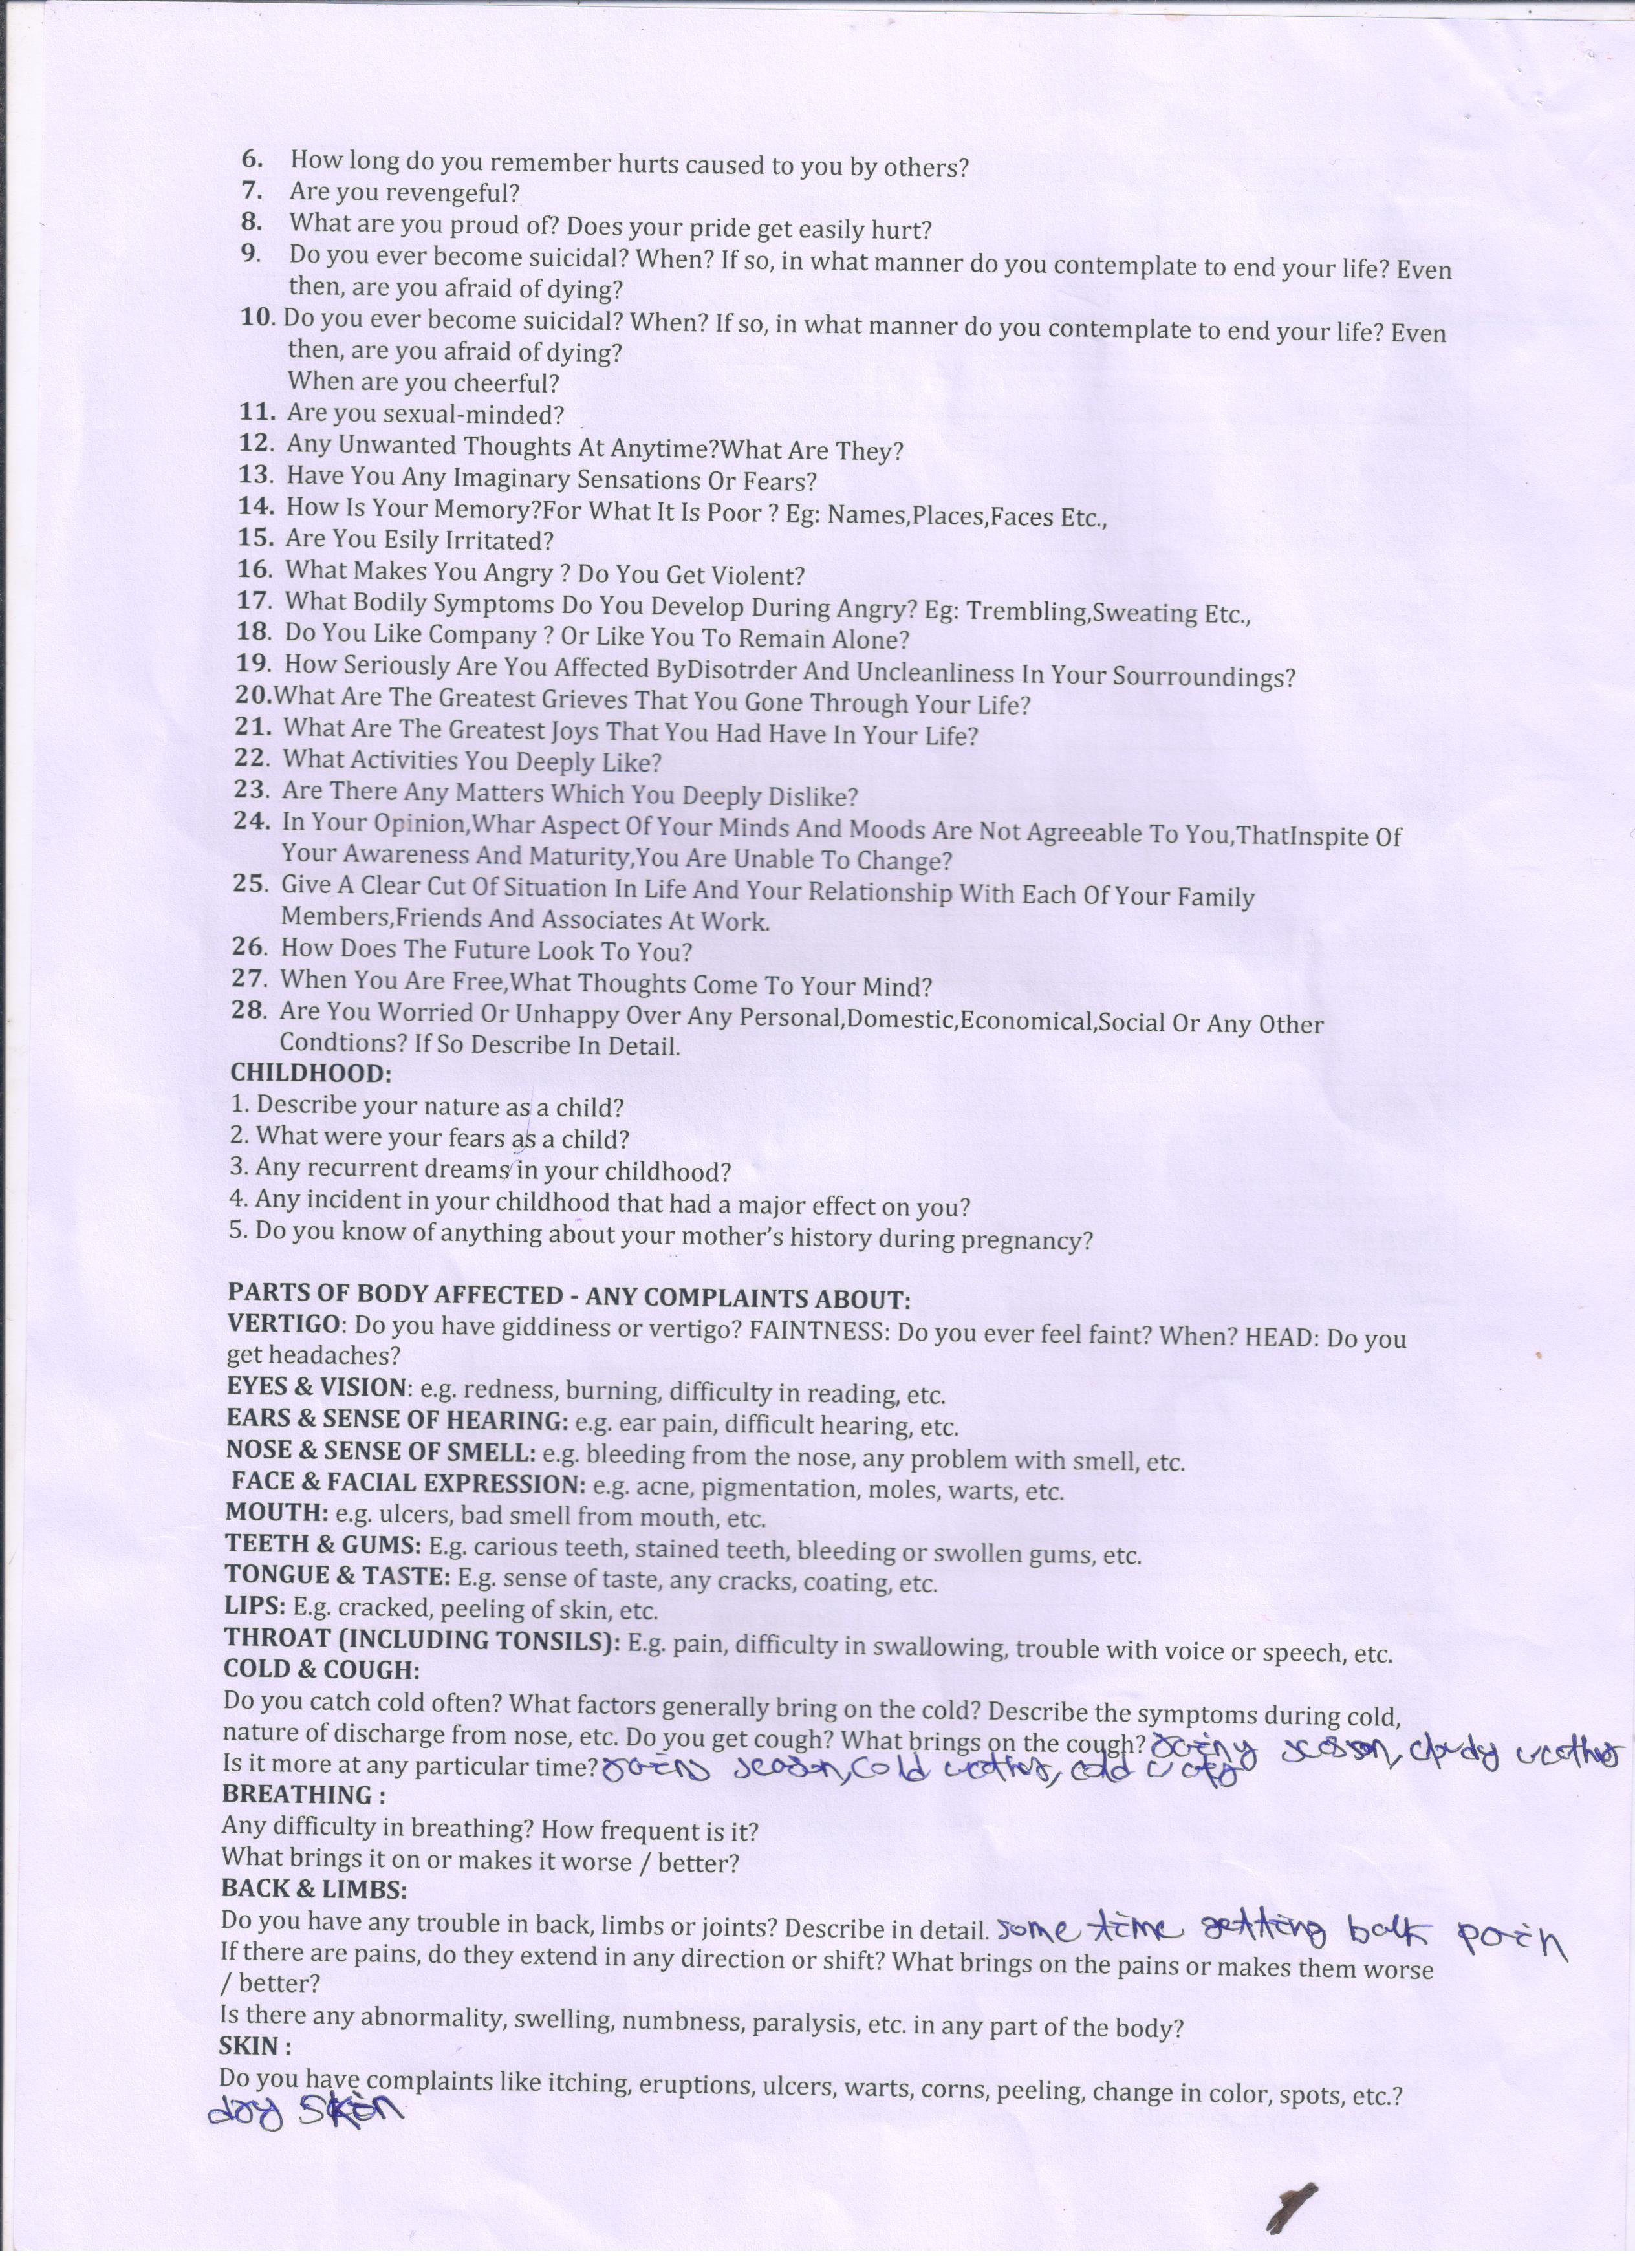 6. How long do you remember hurts caused to you by others?
7. Are you revengeful?
8. What are you proud of? Does your pride get easily hurt?
9. Do you ever become suicidal? When? If so, in what manner do you contemplate to end your life? Even
then, are you afraid of dying?
10. Do you ever become suicidal? When? If so, in what manner do you contemplate to end your life? Even
then, are you afraid of dying?
When are you cheerful?
11. Are you sexual-minded?
12. Any Unwanted Thoughts At Anytime?What Are They?
13. Have You Any Imaginary Sensations Or Fears?
14. How Is Your Memory?For What It Is Poor ? Eg: Names,Places,Faces Etc.,
15. Are You Esily Irritated?
16. What Makes You Angry ? Do You Get Violent?
17. What Bodily Symptoms Do You Develop During Angry? Eg: Trembling,Sweating Etc.,
18. Do You Like Company ? Or Like You To Remain Alone?
19. How Seriously Are You Affected ByDisotrder And Uncleanliness In Your Sourroundings?
20.What Are The Greatest Grieves That You Gone Through Your Life?
21. What Are The Greatest Joys That You Had Have In Your Life?
22. What Activities You Deeply Like?
23. Are There Any Matters Which You Deeply Dislike?
24. In Your Opinion,Whar Aspect Of Your Minds And Moods Are Not Agreeable To You,ThatInspite Of
Your Awareness And Maturity,You Are Unable To Change?
25. Give A Clear Cut Of Situation In Life And Your Relationship With Each Of Your Family
Members,Friends And Associates At Work.
26. How Does The Future Look To You?
27. When You Are Free,What Thoughts Come To Your Mind?
28. Are You Worried Or Unhappy Over Any Personal,Domestic,Economical,Social Or Any Other
Condtions? If So Describe In Detail.
CHILDHOOD:
1. Describe your nature as a child?
2. What were your fears as a child?
3. Any recurrent dreams in your childhood?
4. Any incident in your childhood that had a major effect on you?
5. Do you know of anything about your mother's history during pregnancy?
PARTS OF BODY AFFECTED - ANY COMPLAINTS ABOUT:
VERTIGO: Do you have giddiness or vertigo? FAINTNESS: Do you ever feel faint? When? HEAD: Do you
get headaches?
EYES & VISION: e.g. redness, burning, difficulty in reading, etc.
EARS & SENSE OF HEARING: e.g. ear pain, difficult hearing, etc.
NOSE & SENSE OF SMELL: e.g. bleeding from the nose, any problem with smell, etc.
FACE & FACIAL EXPRESSION: e.g. acne, pigmentation, moles, warts, etc.
MOUTH: e.g. ulcers, bad smell from mouth, etc.
TEETH & GUMS: E.g. carious teeth, stained teeth, bleeding or swollen gums, etc.
TONGUE & TASTE: E.g. sense of taste, any cracks, coating, etc.
LIPS: E.g. cracked, peeling of skin, etc.
THROAT (INCLUDING TONSILS): E.g. pain, difficulty in swallowing, trouble with voice or speech, etc.
COLD & COUGH:
Do you catch cold often? What factors generally bring on the cold? Describe the symptoms during cold,
nature of discharge from nose, etc. Do you get cough? What brings on the cough? rainy season, cloudy weather
Is it more at any particular time? season, cold weather, cold water
BREATHING :
Any difficulty in breathing? How frequent is it?
What brings it on or makes it worse / better?
BACK & LIMBS:
Do you have any trouble in back, limbs or joints? Describe in detail. some time getting back pain
If there are pains, do they extend in any direction or shift? What brings on the pains or makes them worse
/ better?
Is there any abnormality, swelling, numbness, paralysis, etc. in any part of the body?
SKIN :
Do you have complaints like itching, eruptions, ulcers, warts, corns, peeling, change in color, spots, etc.?
dry skin